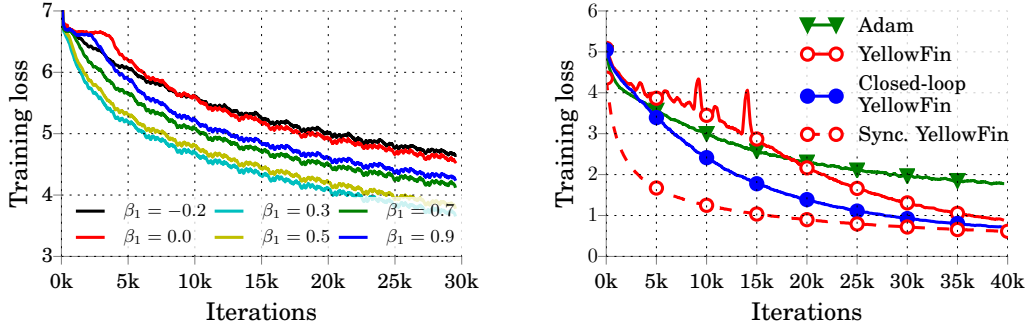 7
6
5
4
3
Training loss
β₁ = −0.2
β₁ = 0.3
β₁ = 0.7
β₁ = 0.0
β₁ = 0.5
β₁ = 0.9
0k 5k 10k 15k 20k 25k 30k
Iterations
6
5
4
3
2
1
0
Training loss
Adam
YellowFin
Closed-loop
YellowFin
Sync. YellowFin
0k 5k 10k 15k 20k 25k 30k 35k 40k
Iterations